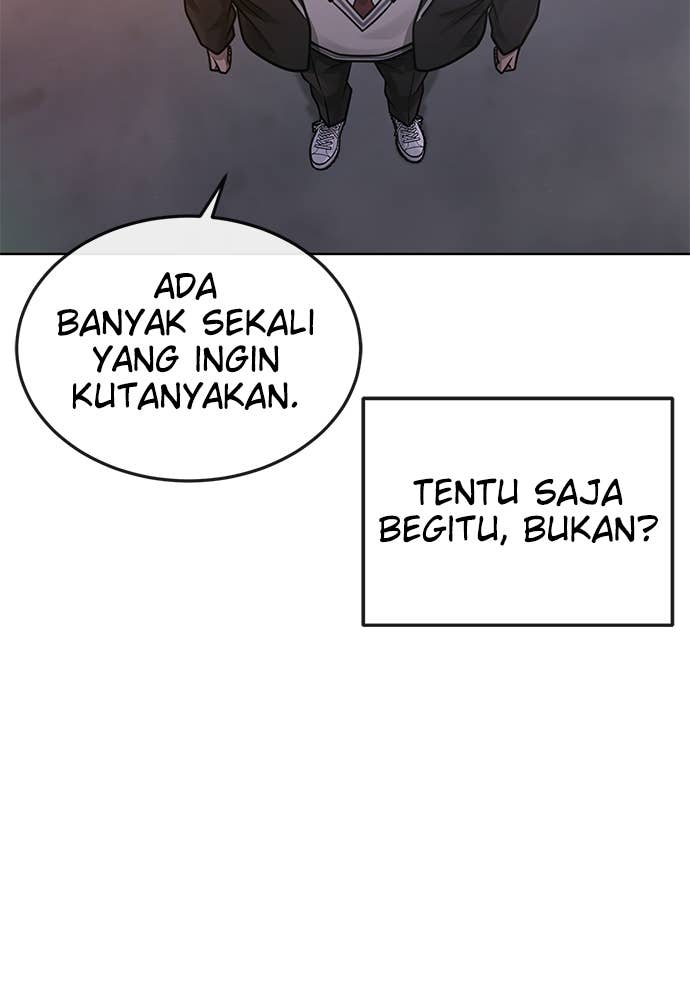 ADA
BANYAK SEKALI
YANG INGIN
KUTANYAKAN.
TENTU SAJA
BEGITU, BUKAN?